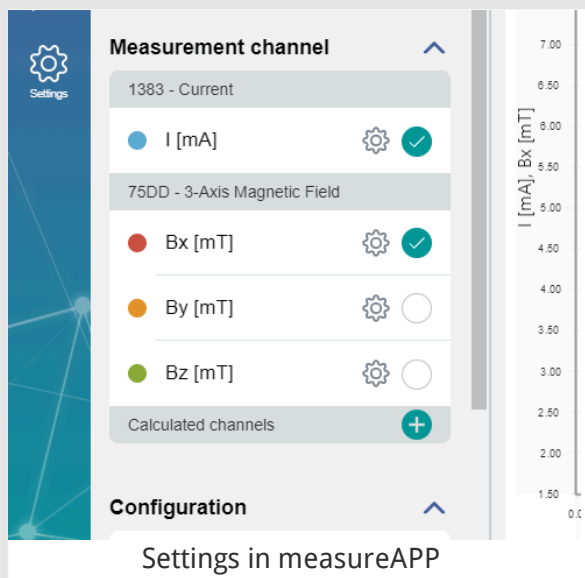 Settings
Measurement channel
1383 - Current
I [mA]
75DD - 3-Axis Magnetic Field
Bx [mT]
By [mT]
Bz [mT]
Calculated channels
Configuration
I [mA], Bx [mT]
7.00
6.50
6.00
5.50
5.00
4.50
4.00
3.50
3.00
2.50
2.00
1.50
Settings in measureAPP